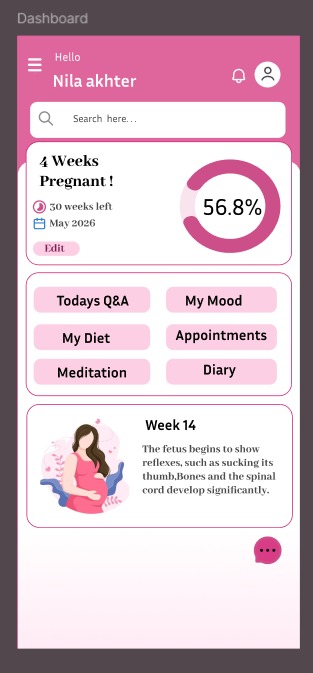 Dashboard
Hello
Nila akhter
Search here...
4 Weeks
Pregnant !
30 weeks left
May 2026
Edit
56.8%
Todays Q&A
My Mood
My Diet
Appointments
Meditation
Diary
Week 14
The fetus begins to show
reflexes, such as sucking its
thumb,Bones and the spinal
cord develop significantly.